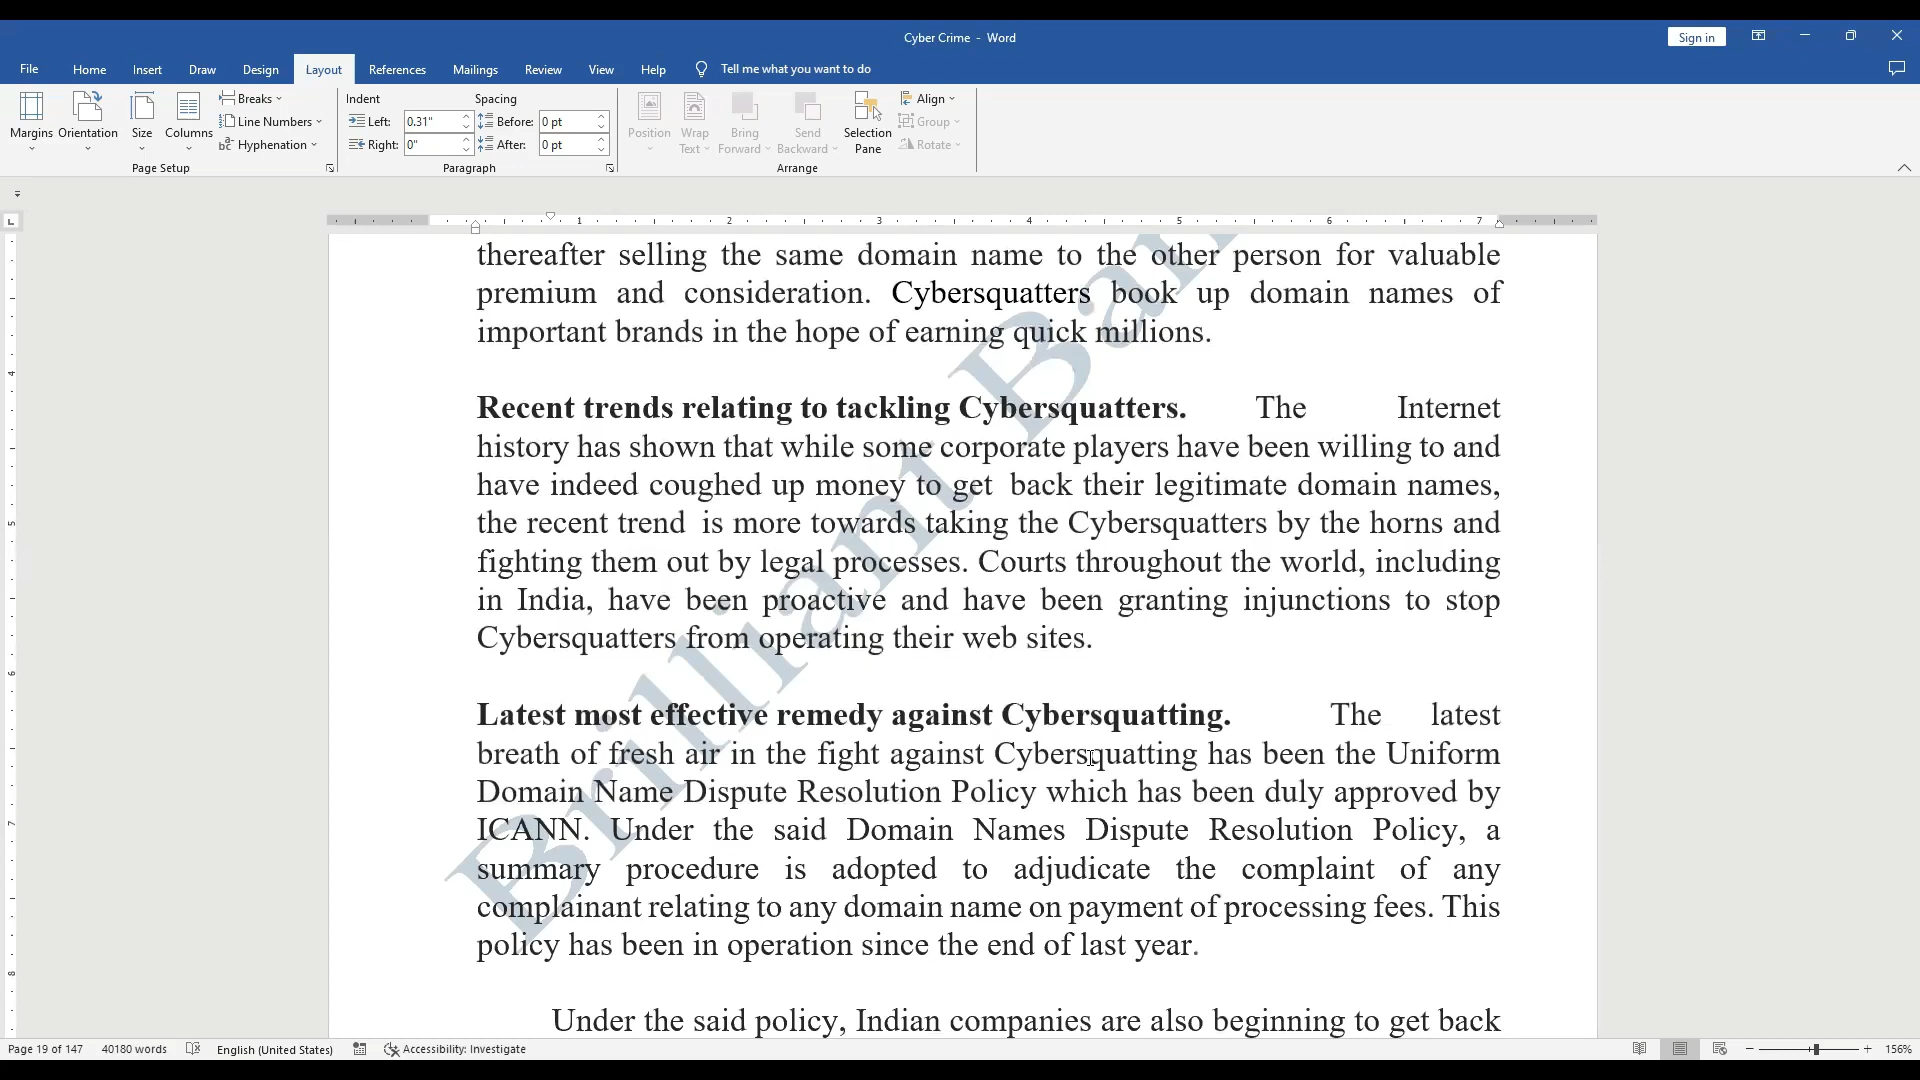 Cyber Crime - Word
Sign in
File Home Insert Draw Design Layout References Mailings Review View Help Tell me what you want to do
Margins Orientation Size Columns
Breaks
Line Numbers
Hyphenation
Page Setup
Indent Spacing
Left: 0.31" Before: 0 pt
Right: 0" After: 0 pt
Paragraph
Position Wrap Text Bring Forward Send Backward Selection Pane
Align
Group
Rotate
Arrange
1 2 3 4 5 6 7
thereafter selling the same domain name to the other person for valuable
premium and consideration. Cybersquatters book up domain names of
important brands in the hope of earning quick millions.
Recent trends relating to tackling Cybersquatters. The Internet
history has shown that while some corporate players have been willing to and
have indeed coughed up money to get back their legitimate domain names,
the recent trend is more towards taking the Cybersquatters by the horns and
fighting them out by legal processes. Courts throughout the world, including
in India, have been proactive and have been granting injunctions to stop
Cybersquatters from operating their web sites.
Latest most effective remedy against Cybersquatting. The latest
breath of fresh air in the fight against Cybersquatting has been the Uniform
Domain Name Dispute Resolution Policy which has been duly approved by
ICANN. Under the said Domain Names Dispute Resolution Policy, a
summary procedure is adopted to adjudicate the complaint of any
complainant relating to any domain name on payment of processing fees. This
policy has been in operation since the end of last year.
Under the said policy, Indian companies are also beginning to get back
Brilliant
4
5
6
7
8
Page 19 of 147 40180 words English (United States) Accessibility: Investigate 156%